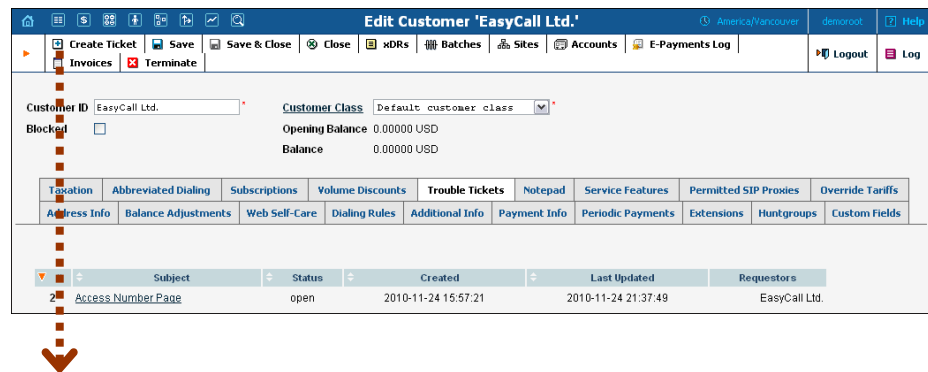 Edit Customer 'EasyCall Ltd.' America/Vancouver demoroot ? Help
Create Ticket Save Save & Close Close xDRs Batches Sites Accounts E-Payments Log
Invoices Terminate Logout Log
Customer ID EasyCall Ltd. * Customer Class Default customer class *
Blocked Opening Balance 0.00000 USD
Balance 0.00000 USD
Taxation Abbreviated Dialing Subscriptions Volume Discounts Trouble Tickets Notepad Service Features Permitted SIP Proxies Override Tariffs
Address Info Balance Adjustments Web Self-Care Dialing Rules Additional Info Payment Info Periodic Payments Extensions Huntgroups Custom Fields
Subject Status Created Last Updated Requestors
2 Access Number Page open 2010-11-24 15:57:21 2010-11-24 21:37:49 EasyCall Ltd.